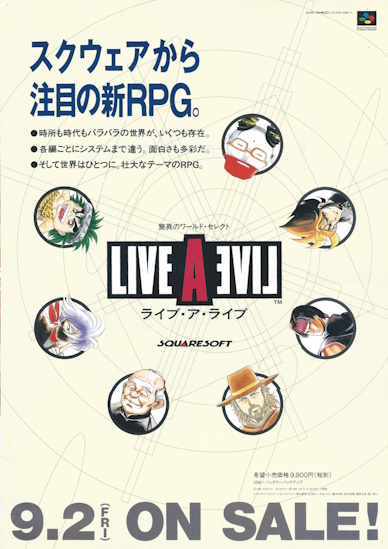 スクウェアから
注目の新RPG。
●時所も時代もバラバラの世界が、いくつも存在。
●各編ごとにシステムまで違う。面白さも多彩だ。
●そして世界はひとつに。壮大なテーマのRPG。
驚異のワールド・セレクト
LIVE A LIVE
TM
ライブ・ア・ライブ
SQUARESOFT
希望小売価格9,900円(税別)
9.2(FRI) ON SALE!